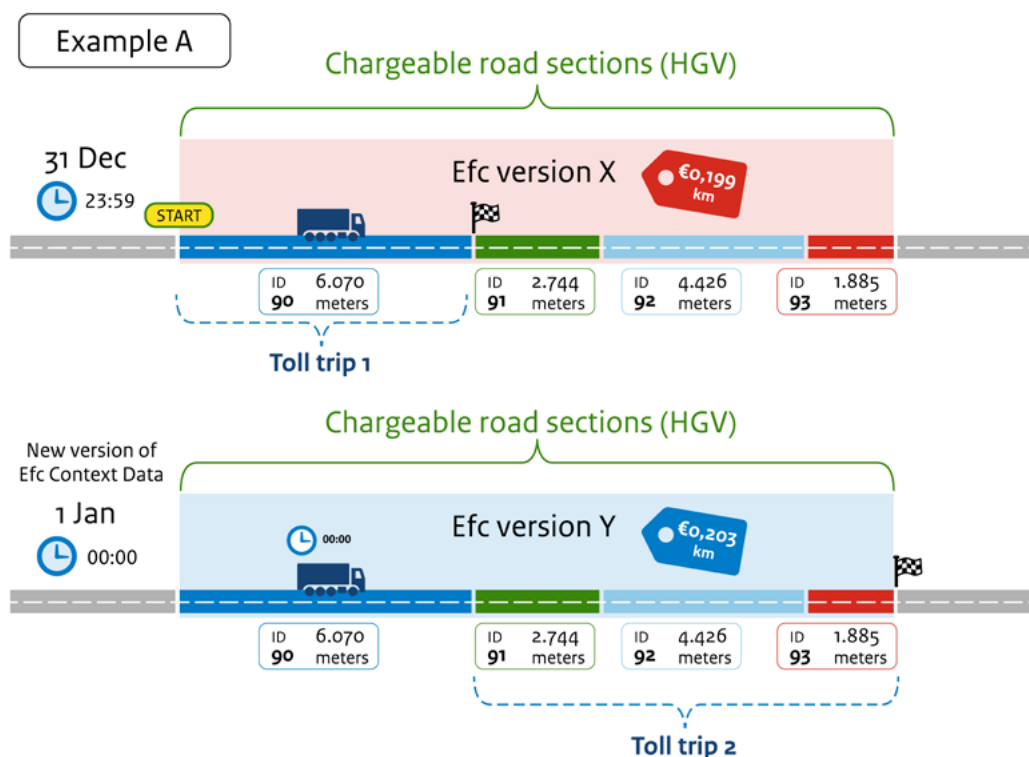 Example A
Chargeable road sections (HGV)
31 Dec
23:59
START
Efc version X
€0,199
km
ID 6.070
90 meters
ID 2.744
91 meters
ID 4.426
92 meters
ID 1.885
93 meters
Toll trip 1
Chargeable road sections (HGV)
New version of
Efc Context Data
1 Jan
00:00
00:00
Efc version Y
€0,203
km
ID 6.070
90 meters
ID 2.744
91 meters
ID 4.426
92 meters
ID 1.885
93 meters
Toll trip 2